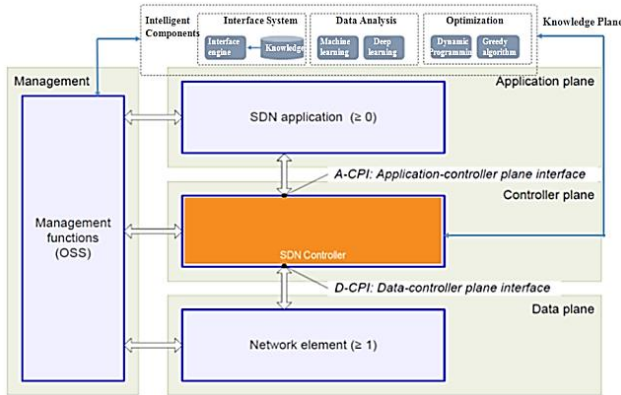 Intelligent
Components
Interface System
Data Analysis
Optimization
Knowledge Plane
Interface
engine
Knowledge
Machine
learning
Deep
learning
Dynamic
Programmin
Greedy
algorithm
Management
Application plane
SDN application (≥ 0)
A-CPI: Application-controller plane interface
Controller plane
Management
functions
(OSS)
SDN Controller
D-CPI: Data-controller plane interface
Data plane
Network element (≥ 1)